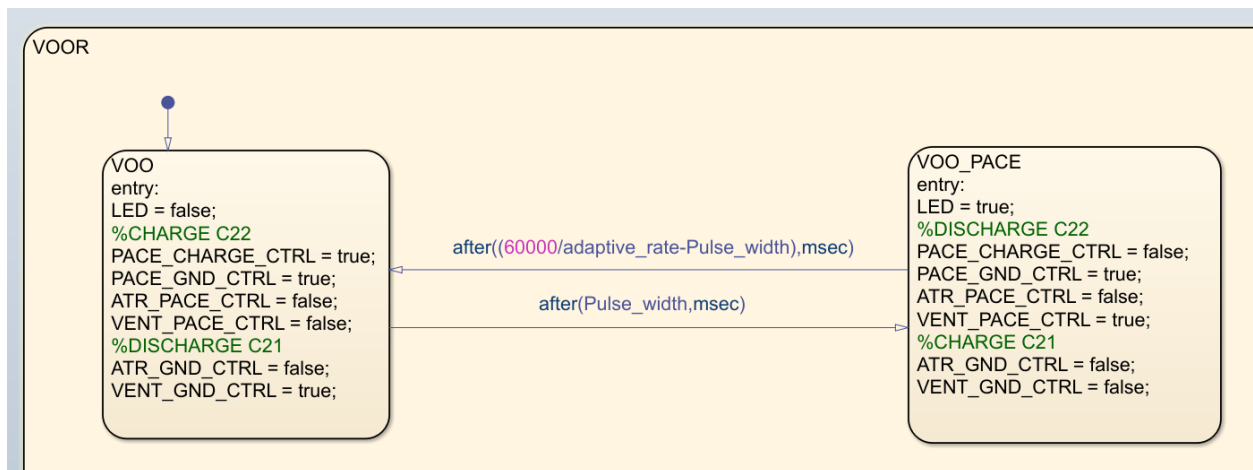 VOOR
VOO
entry:
LED = false;
%CHARGE C22
PACE_CHARGE_CTRL = true;
PACE_GND_CTRL = true;
ATR_PACE_CTRL = false;
VENT_PACE_CTRL = false;
%DISCHARGE C21
ATR_GND_CTRL = false;
VENT_GND_CTRL = true;
after((60000/adaptive_rate-Pulse_width),msec)
after(Pulse_width,msec)
VOO_PACE
entry:
LED = true;
%DISCHARGE C22
PACE_CHARGE_CTRL = false;
PACE_GND_CTRL = true;
ATR_PACE_CTRL = false;
VENT_PACE_CTRL = true;
%CHARGE C21
ATR_GND_CTRL = false;
VENT_GND_CTRL = false;